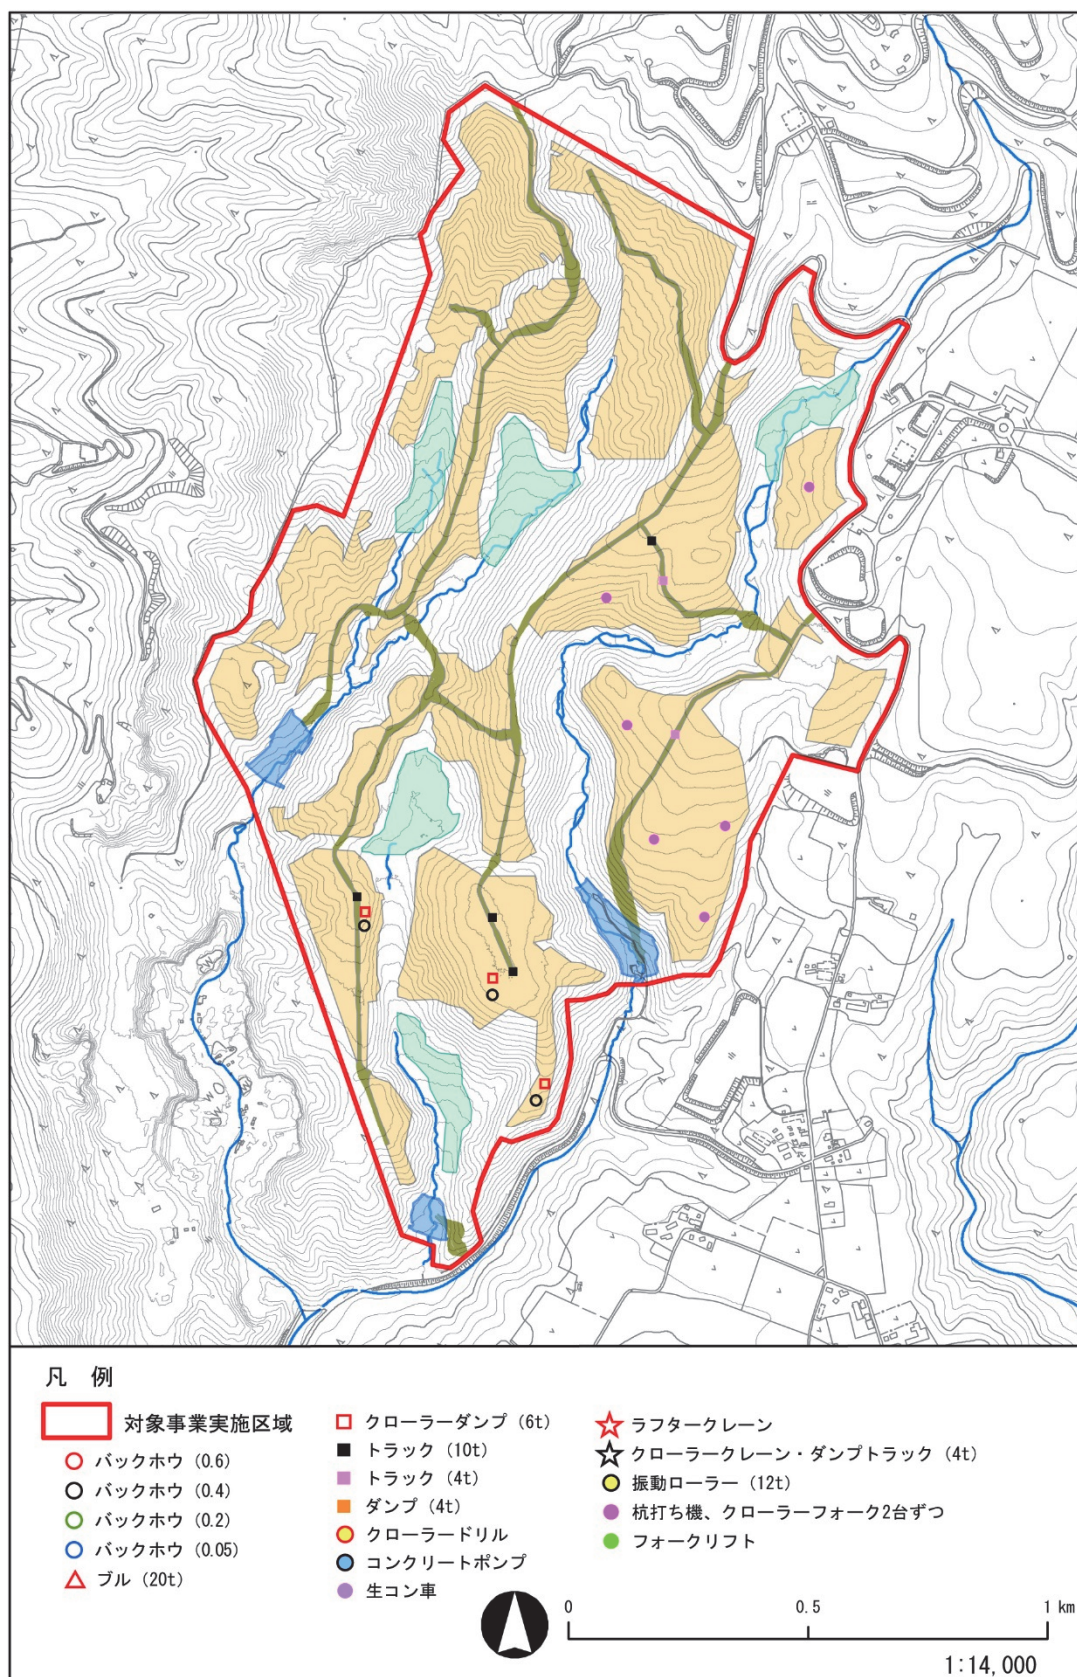 凡 例
対象事業実施区域
バックホウ (0.6)
バックホウ (0.4)
バックホウ (0.2)
バックホウ (0.05)
ブル (20t)
クローラーダンプ (6t)
トラック (10t)
トラック (4t)
ダンプ (4t)
クローラードリル
コンクリートポンプ
生コン車
ラフタークレーン
クローラークレーン・ダンプトラック (4t)
振動ローラー (12t)
杭打ち機、クローラーフォーク2台ずつ
フォークリフト
0 0.5 1 km
1:14,000